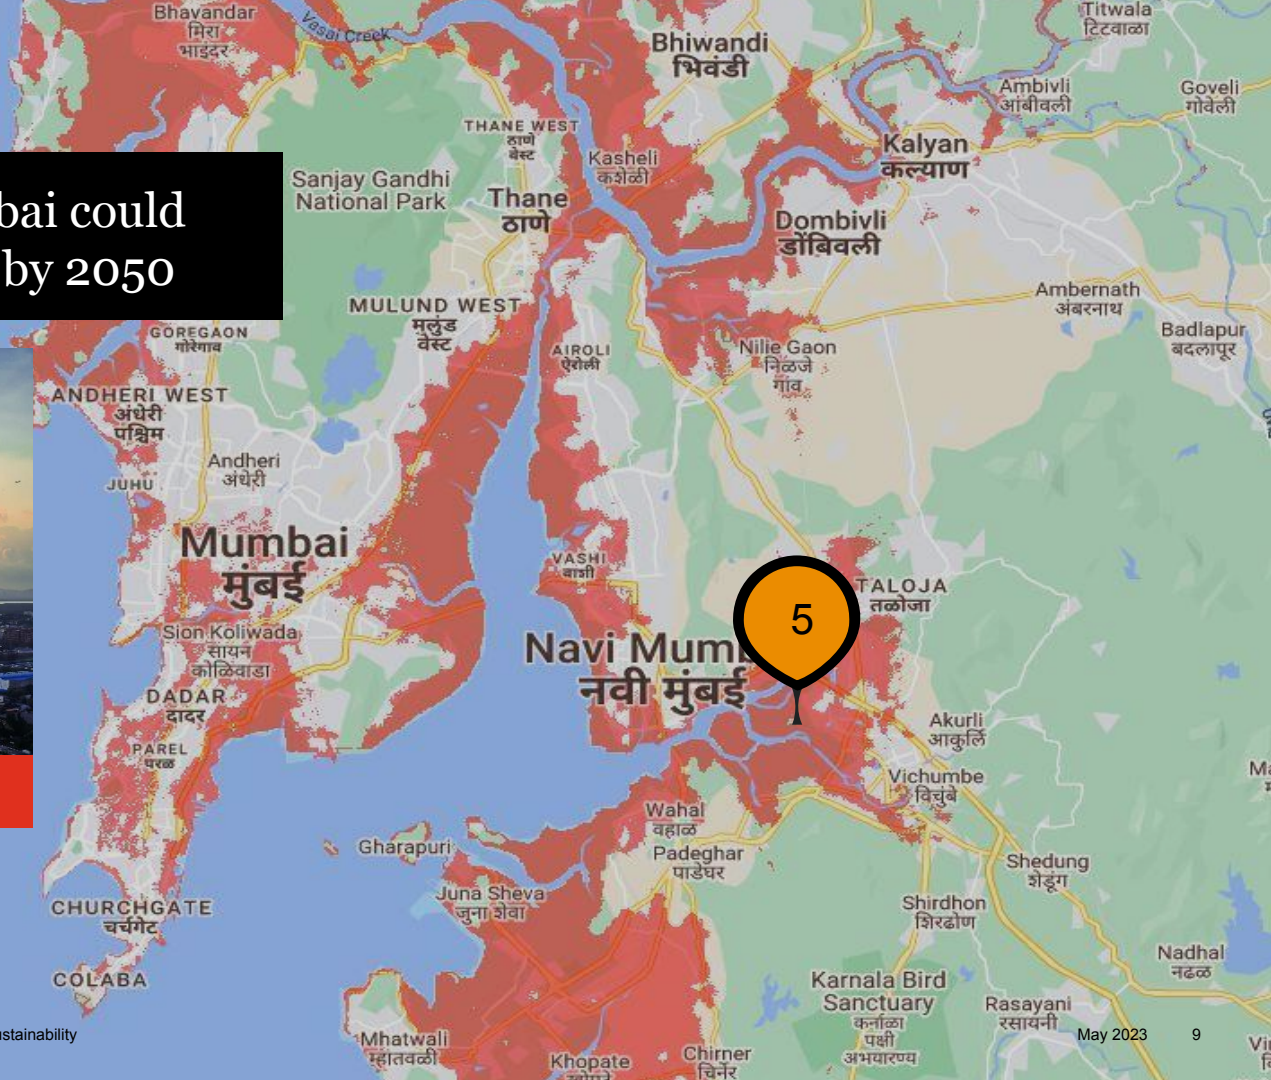 Bhavandar
मिरा
भाइंदर
Vasai Creek
Bhiwandi
भिवंडी
Titwala
टिटवाळा
Ambivli
आंबीवली
Goveli
गोवेली
THANE WEST
ठाणे
वेस्ट
Kasheli
कशेळी
Kalyan
कल्याण
Sanjay Gandhi
National Park
Thane
ठाणे
Dombivli
डोंबिवली
bai could
by 2050
MULUND WEST
मुलुंड
वेस्ट
Ambernath
अंबरनाथ
Badlapur
बदलापूर
GOREGAON
गोरेगाव
AIROLI
ऐरोली
Nilje Gaon
निळजे
गांव
ANDHERI WEST
अंधेरी
पश्चिम
Andheri
अंधेरी
JUHU
Mumbai
मुंबई
VASHI
वाशी
TALOJA
तळोजा
5
Sion Koliwada
सायन
कोळिवाडा
Navi Mumb
नवी मुंबई
DADAR
दादर
PAREL
परळ
Akurli
आकुर्लि
Vichumbe
विचुंबे
Wahal
वहाळ
Gharapuri
Padeghar
पाडेघर
Shedung
शेडूंग
Juna Sheva
जुना शेवा
CHURCHGATE
चर्चगेट
Shirdhon
शिरढोण
COLABA
Nadhal
नढळ
Karnala Bird
Sanctuary
कर्नाळा
पक्षी
अभयारण्य
Rasayani
रसायनी
ustainability
Mhatwali
म्हातवळी
Khopate
Chirner
चिर्नेर
May 2023
9